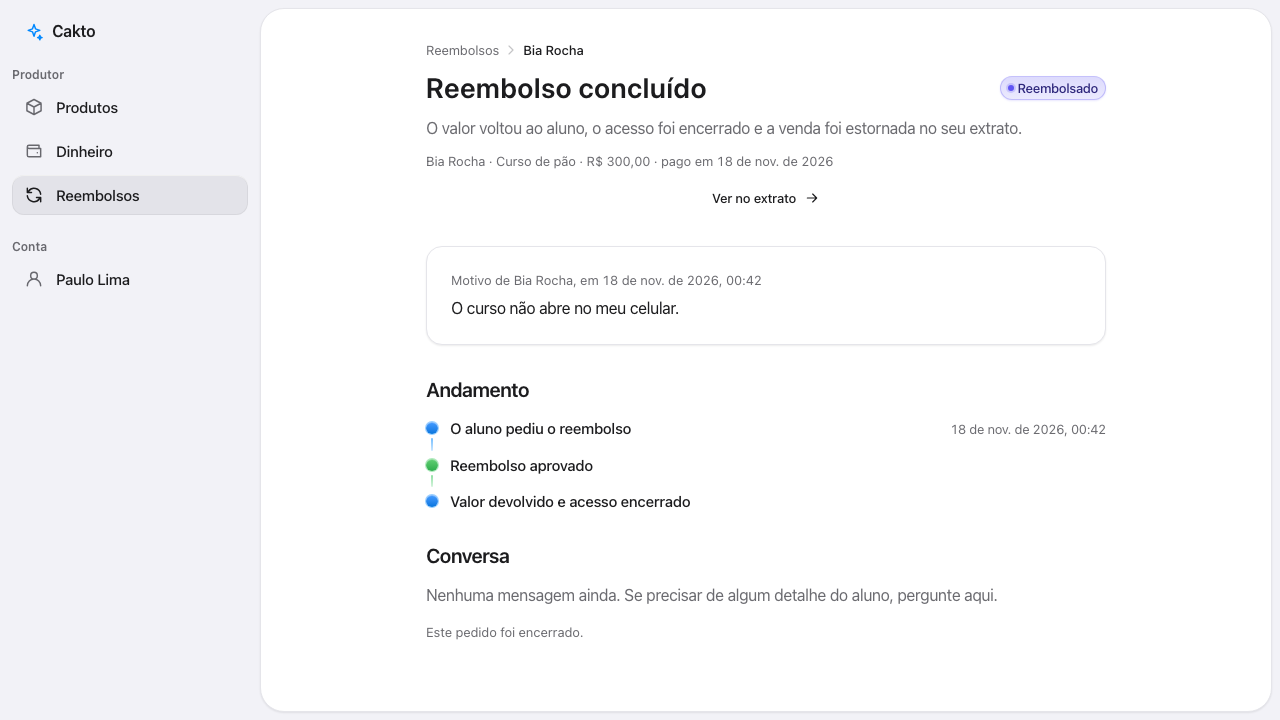 Cakto
Produtor
Produtos
Dinheiro
Reembolsos
Conta
Paulo Lima
Reembolsos > Bia Rocha
Reembolso concluído
Reembolsado
O valor voltou ao aluno, o acesso foi encerrado e a venda foi estornada no seu extrato.
Bia Rocha · Curso de pão · R$ 300,00 · pago em 18 de nov. de 2026
Ver no extrato →
Motivo de Bia Rocha, em 18 de nov. de 2026, 00:42
O curso não abre no meu celular.
Andamento
O aluno pediu o reembolso 18 de nov. de 2026, 00:42
Reembolso aprovado
Valor devolvido e acesso encerrado
Conversa
Nenhuma mensagem ainda. Se precisar de algum detalhe do aluno, pergunte aqui.
Este pedido foi encerrado.